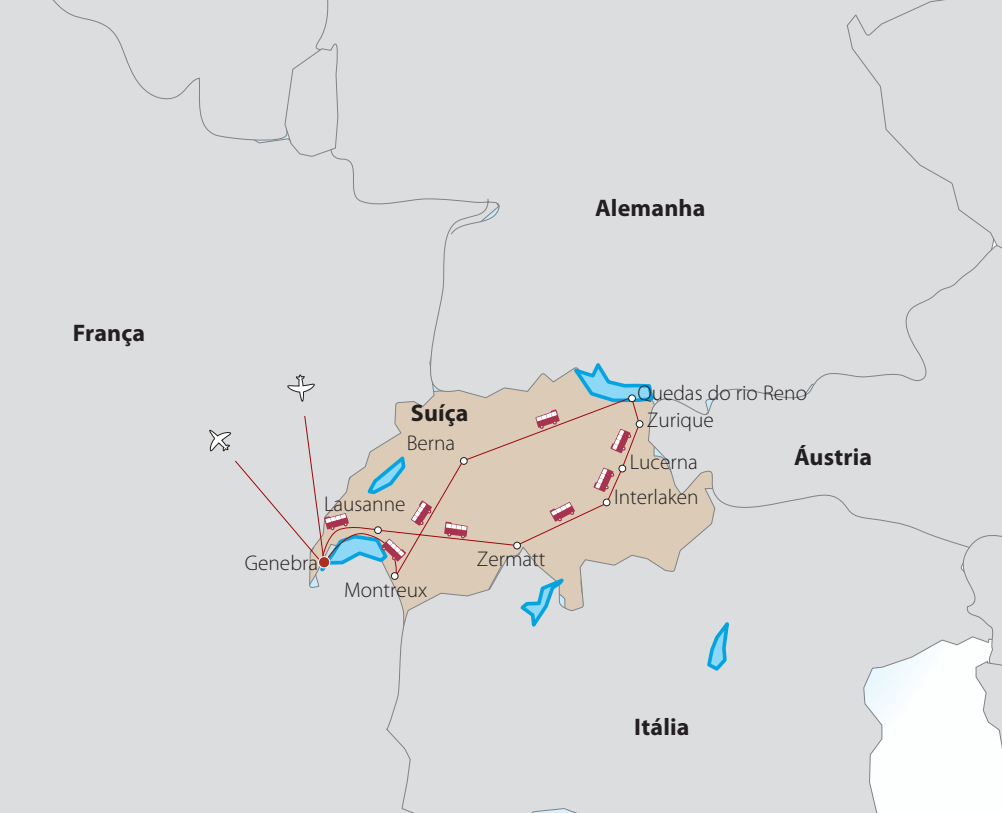 Alemanha
França
Quedas do rio Reno
Suíça
Zurique
Berna
Áustria
Lucerna
Interlaken
Lausanne
Zermatt
Genebra
Montreux
Itália